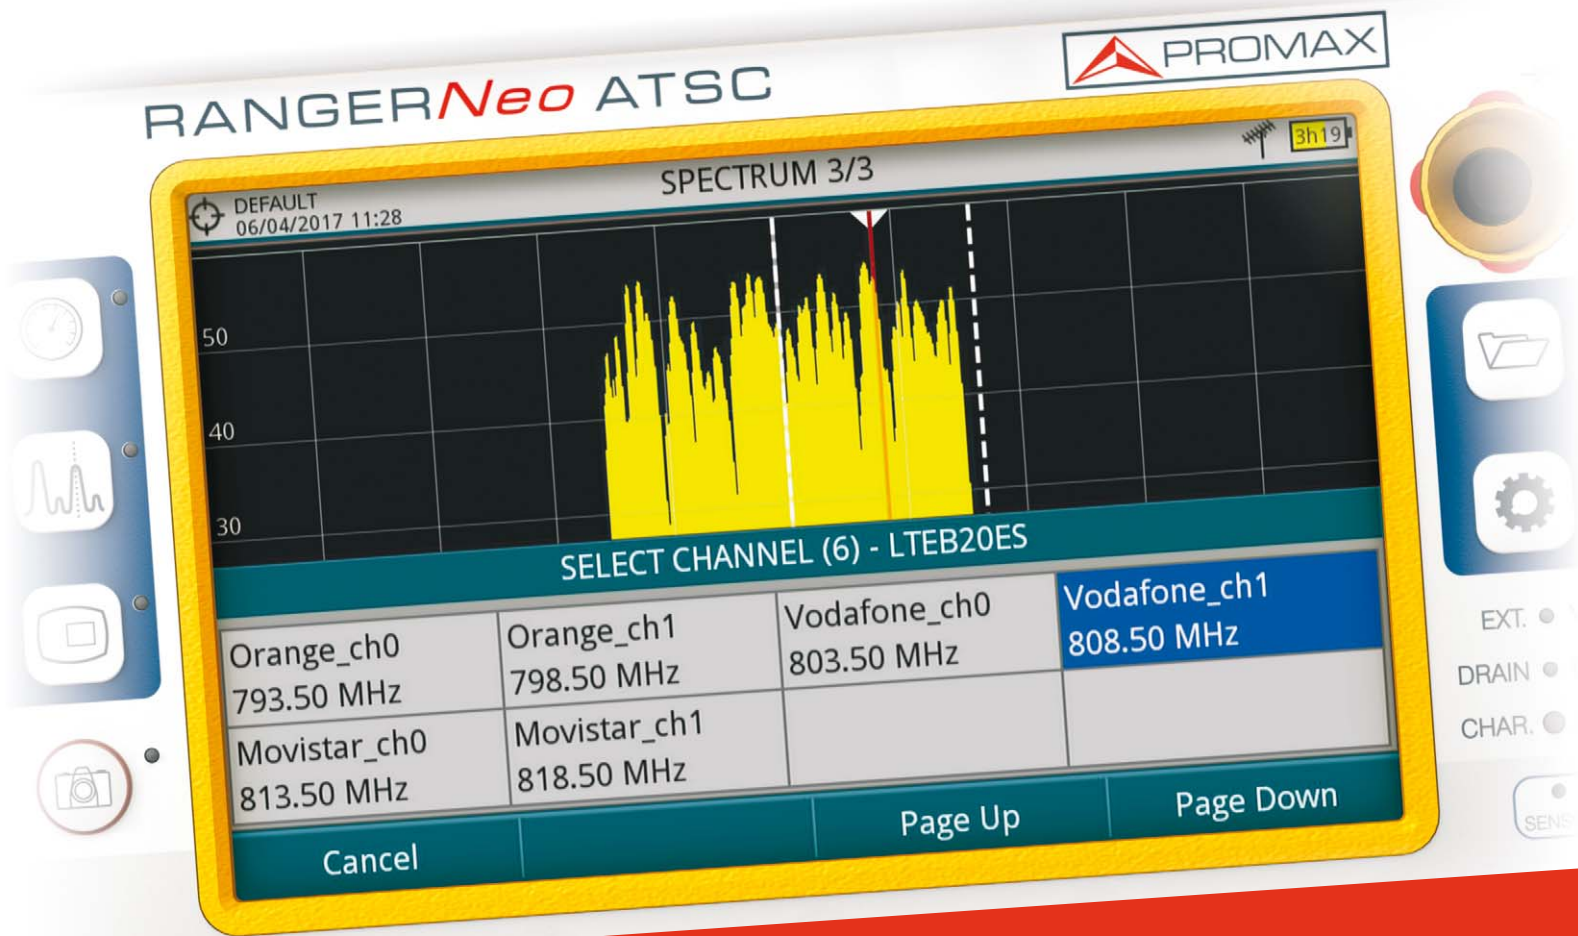 RANGERNeo ATSC
PROMAX
DEFAULT
06/04/2017 11:28
SPECTRUM 3/3
3h19
50
40
30
SELECT CHANNEL (6) - LTEB20ES
Orange_ch0
793.50 MHz
Orange_ch1
798.50 MHz
Vodafone_ch0
803.50 MHz
Vodafone_ch1
808.50 MHz
Movistar_ch0
813.50 MHz
Movistar_ch1
818.50 MHz
Cancel
Page Up
Page Down
EXT.
DRAIN
CHAR.